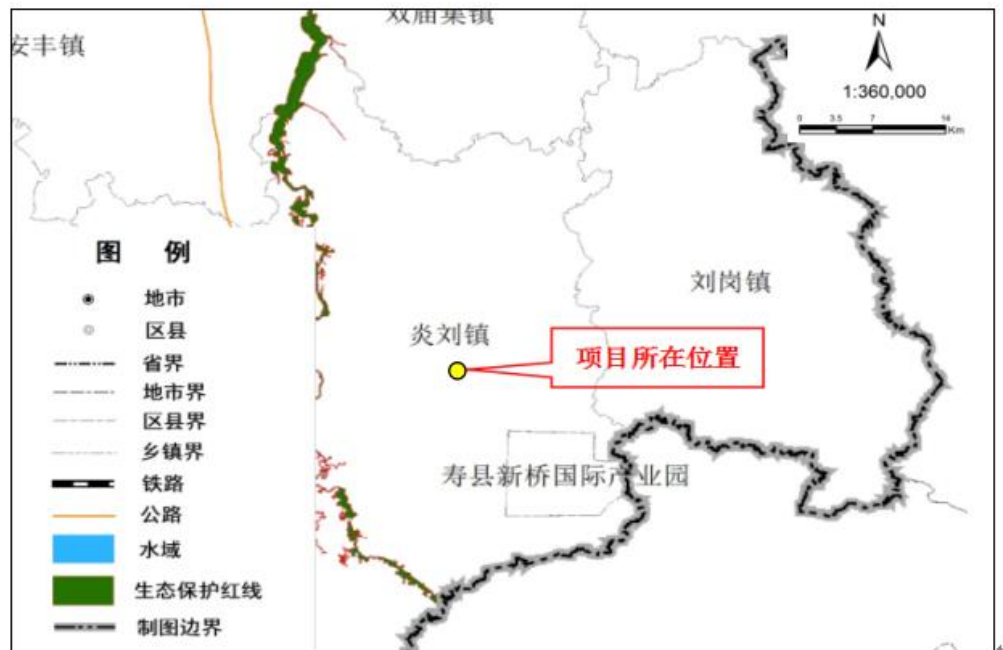 双庙集镇
安丰镇
N
1:360,000
0 3.5 7 14
Km
刘岗镇
炎刘镇
项目所在位置
寿县新桥国际产业园
图 例
地市
区县
省界
地市界
区县界
乡镇界
铁路
公路
水域
生态保护红线
制图边界